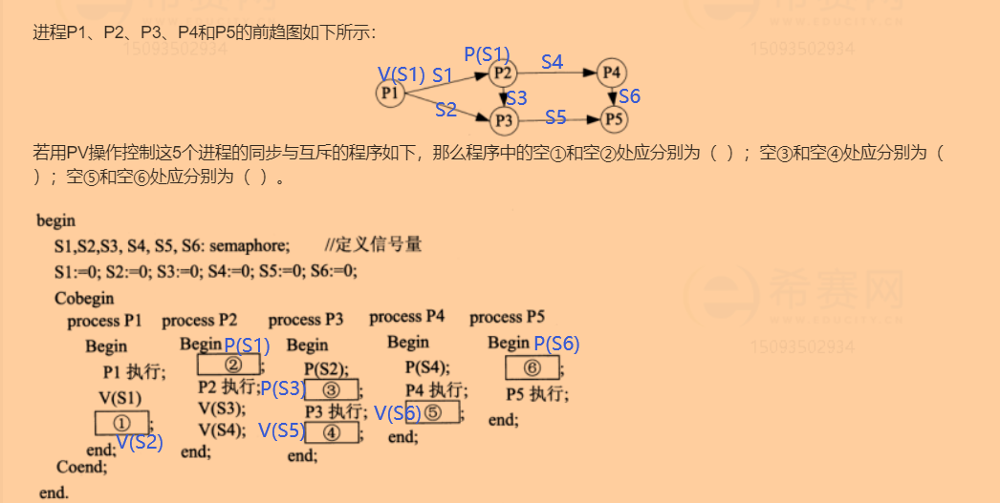 进程P1、P2、P3、P4和P5的前趋图如下所示：
P(S1)
V(S1) S1 P2 S4 P4
P1 S3 S6
S2 P3 S5 P5
若用PV操作控制这5个进程的同步与互斥的程序如下，那么程序中的空①和空②处应分别为（ ）；空③和空④处应分别为（
）；空⑤和空⑥处应分别为（ ）。
begin
S1,S2,S3, S4, S5, S6: semaphore; //定义信号量
S1:=0; S2:=0; S3:=0; S4:=0; S5:=0; S6:=0;
Cobegin
process P1 process P2 process P3 process P4 process P5
Begin Begin P(S1) Begin Begin Begin P(S6)
P1 执行; ② ; P(S2); P(S4); ⑥ ;
V(S1) P2 执行; P(S3) ③ ; P4 执行; P5 执行;
① ; V(S3); P3 执行; V(S6) ⑤ ; end;
V(S2) V(S4); V(S5) ④ ; end;
end; end; end;
Coend;
end.
希赛网
WWW.EDUCITY.CN
15093502934
15093502934
15093502934